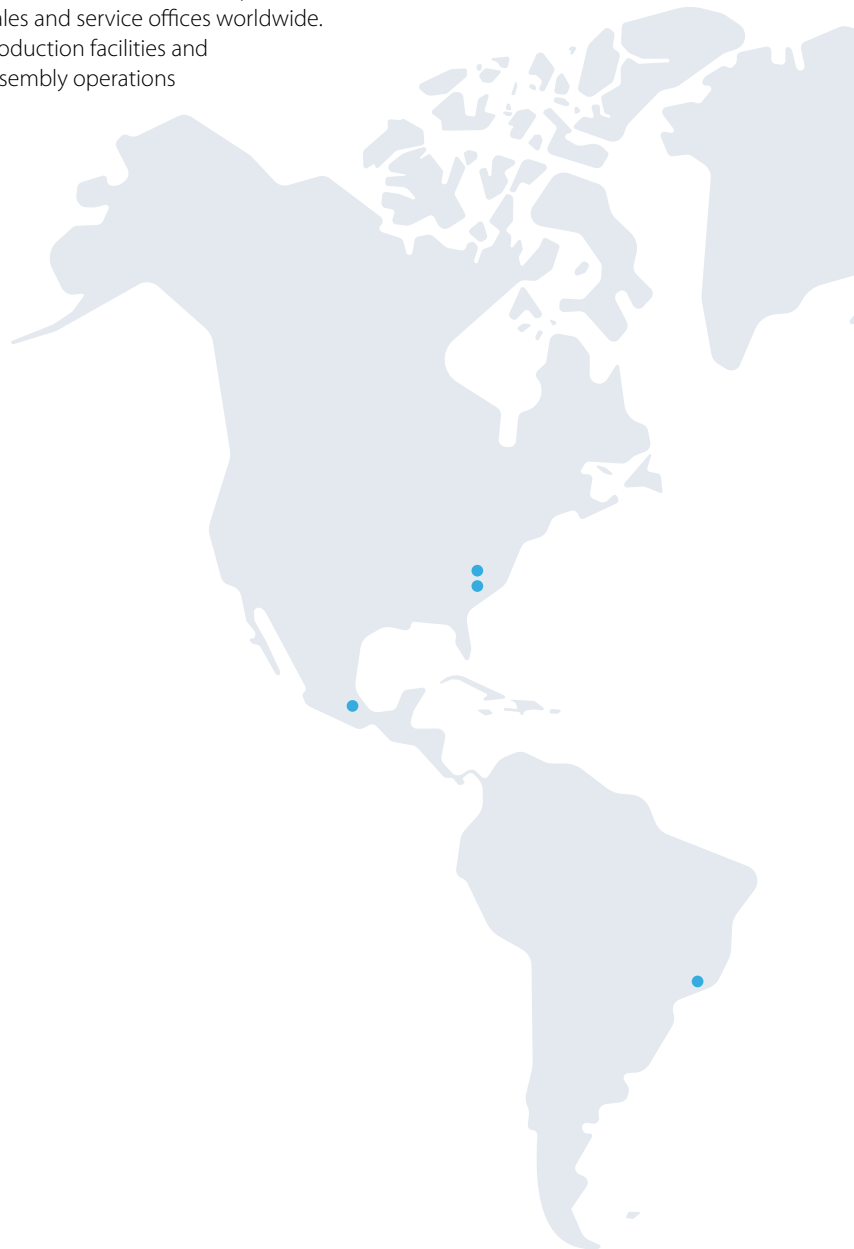 ales and service offices worldwide.
oduction facilities and
sembly operations